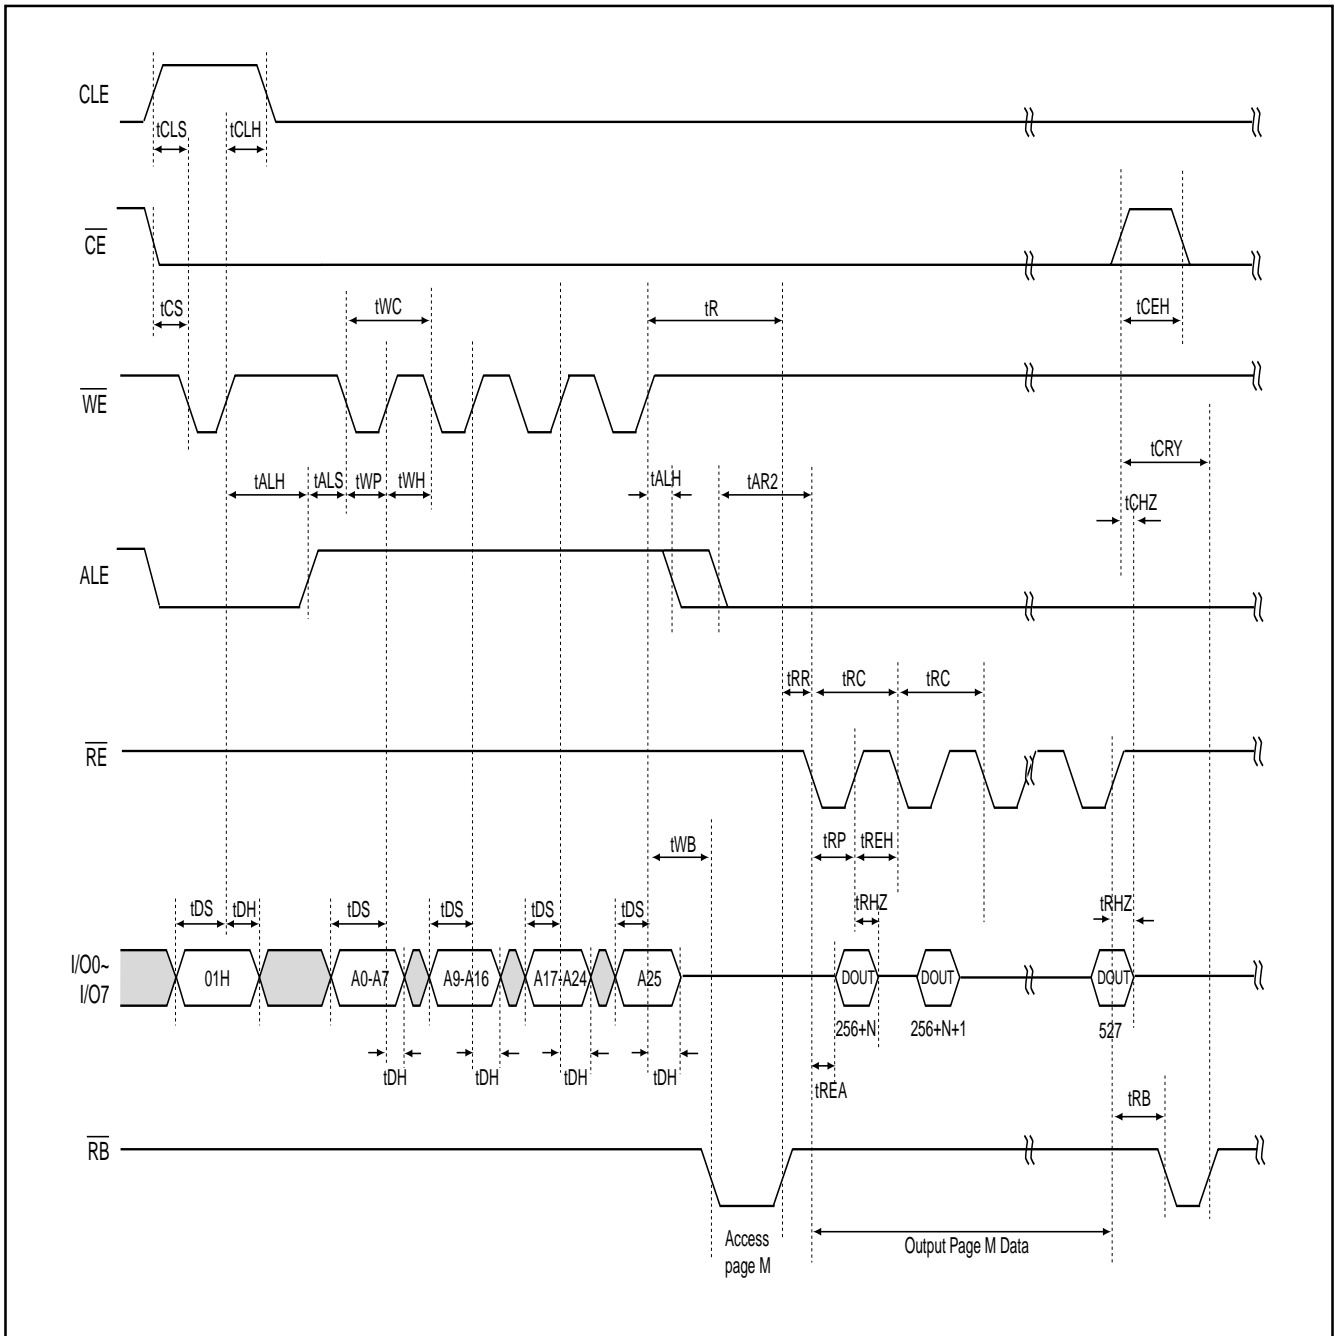 CLE
tCLS
tCLH
CE
tCS
tWC
tR
tCEH
WE
tCRY
tALH
tALS
tWP
tWH
tALH
tAR2
tCHZ
ALE
tRR
tRC
tRC
RE
tWB
tRP
tREH
tDS
tDH
tDS
tDS
tDS
tDS
tRHZ
tRHZ
I/O0~
I/O7
01H
A0-A7
A9-A16
A17-A24
A25
DOUT
DOUT
DOUT
256+N
256+N+1
527
tDH
tDH
tDH
tDH
tREA
tRB
RB
Access
page M
Output Page M Data